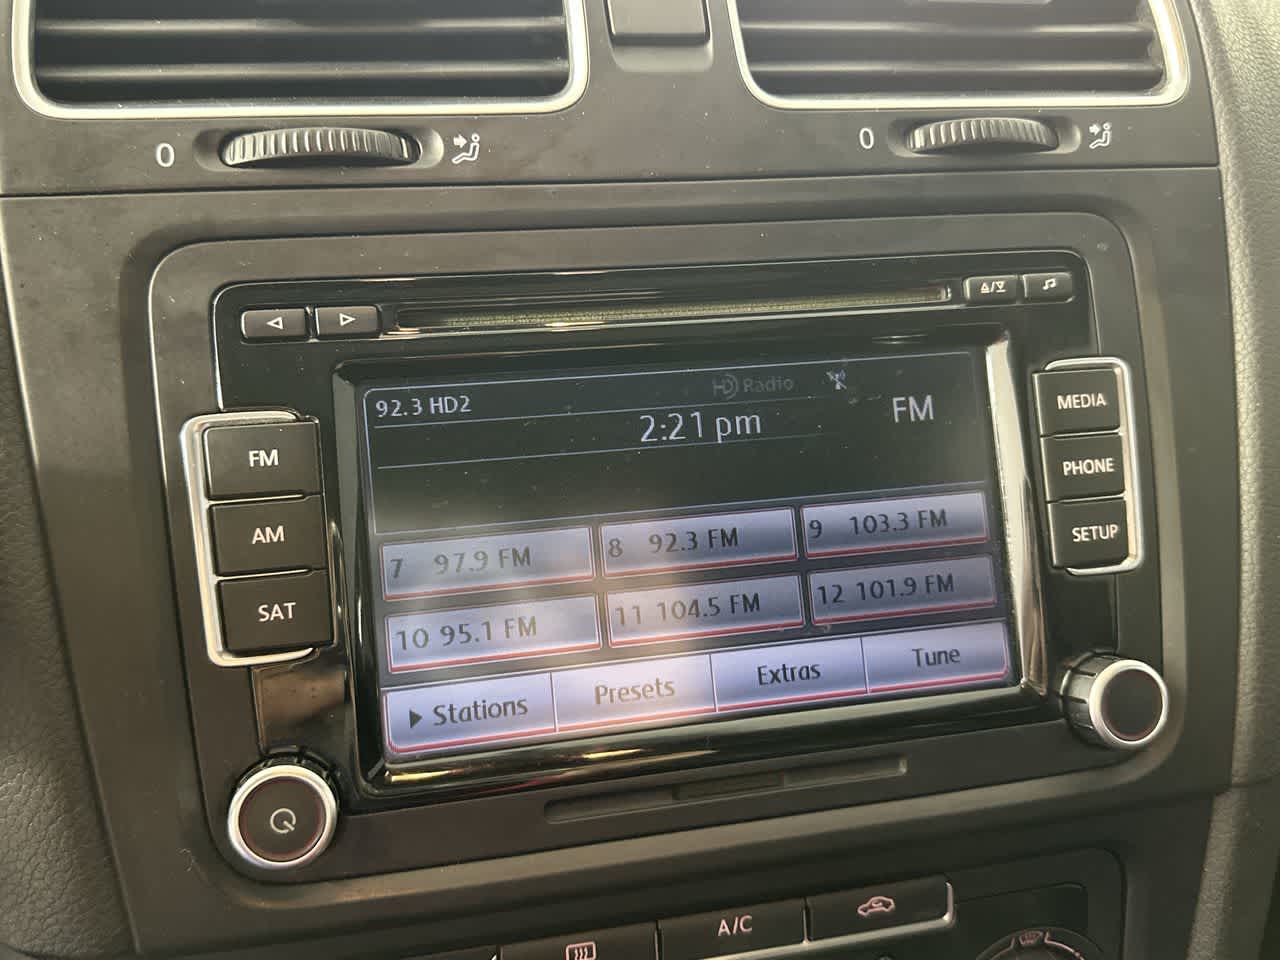 0
0
FM
AM
SAT
92.3 HD2
HD Radio
2:21 pm
FM
7 97.9 FM
8 92.3 FM
9 103.3 FM
10 95.1 FM
11 104.5 FM
12 101.9 FM
Stations
Presets
Extras
Tune
MEDIA
PHONE
SETUP
A/C